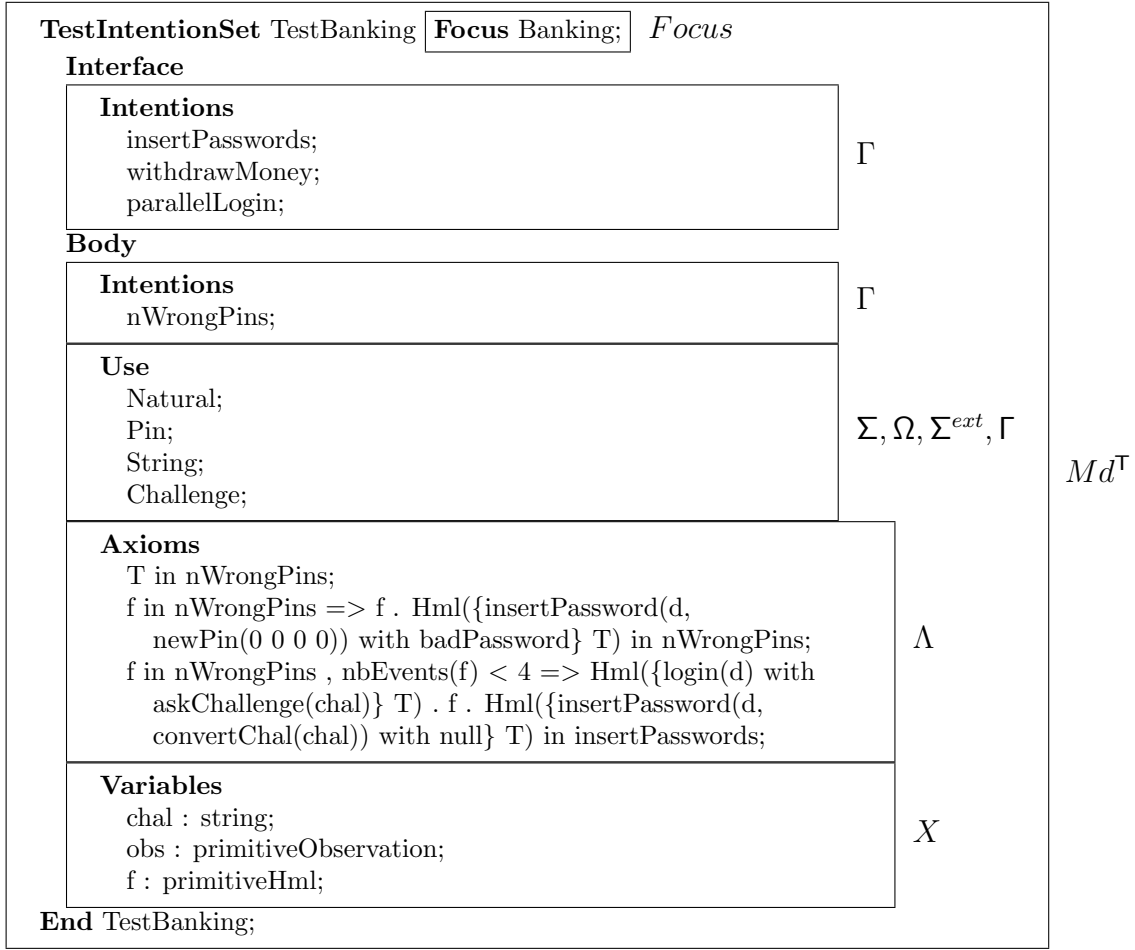 TestIntentionSet TestBanking Focus Banking; Focus
Interface
Intentions
insertPasswords;
withdrawMoney;
parallelLogin;
Γ
Body
Intentions
nWrongPins;
Γ
Use
Natural;
Pin;
String;
Challenge;
Σ, Ω, Σ^{ext}, Γ
Md^T
Axioms
T in nWrongPins;
f in nWrongPins => f . Hml({insertPassword(d,
newPin(0 0 0 0)) with badPassword} T) in nWrongPins;
f in nWrongPins , nbEvents(f) < 4 => Hml({login(d) with
askChallenge(chal)} T) . f . Hml({insertPassword(d,
convertChal(chal)) with null} T) in insertPasswords;
Λ
Variables
chal : string;
obs : primitiveObservation;
f : primitiveHml;
X
End TestBanking;